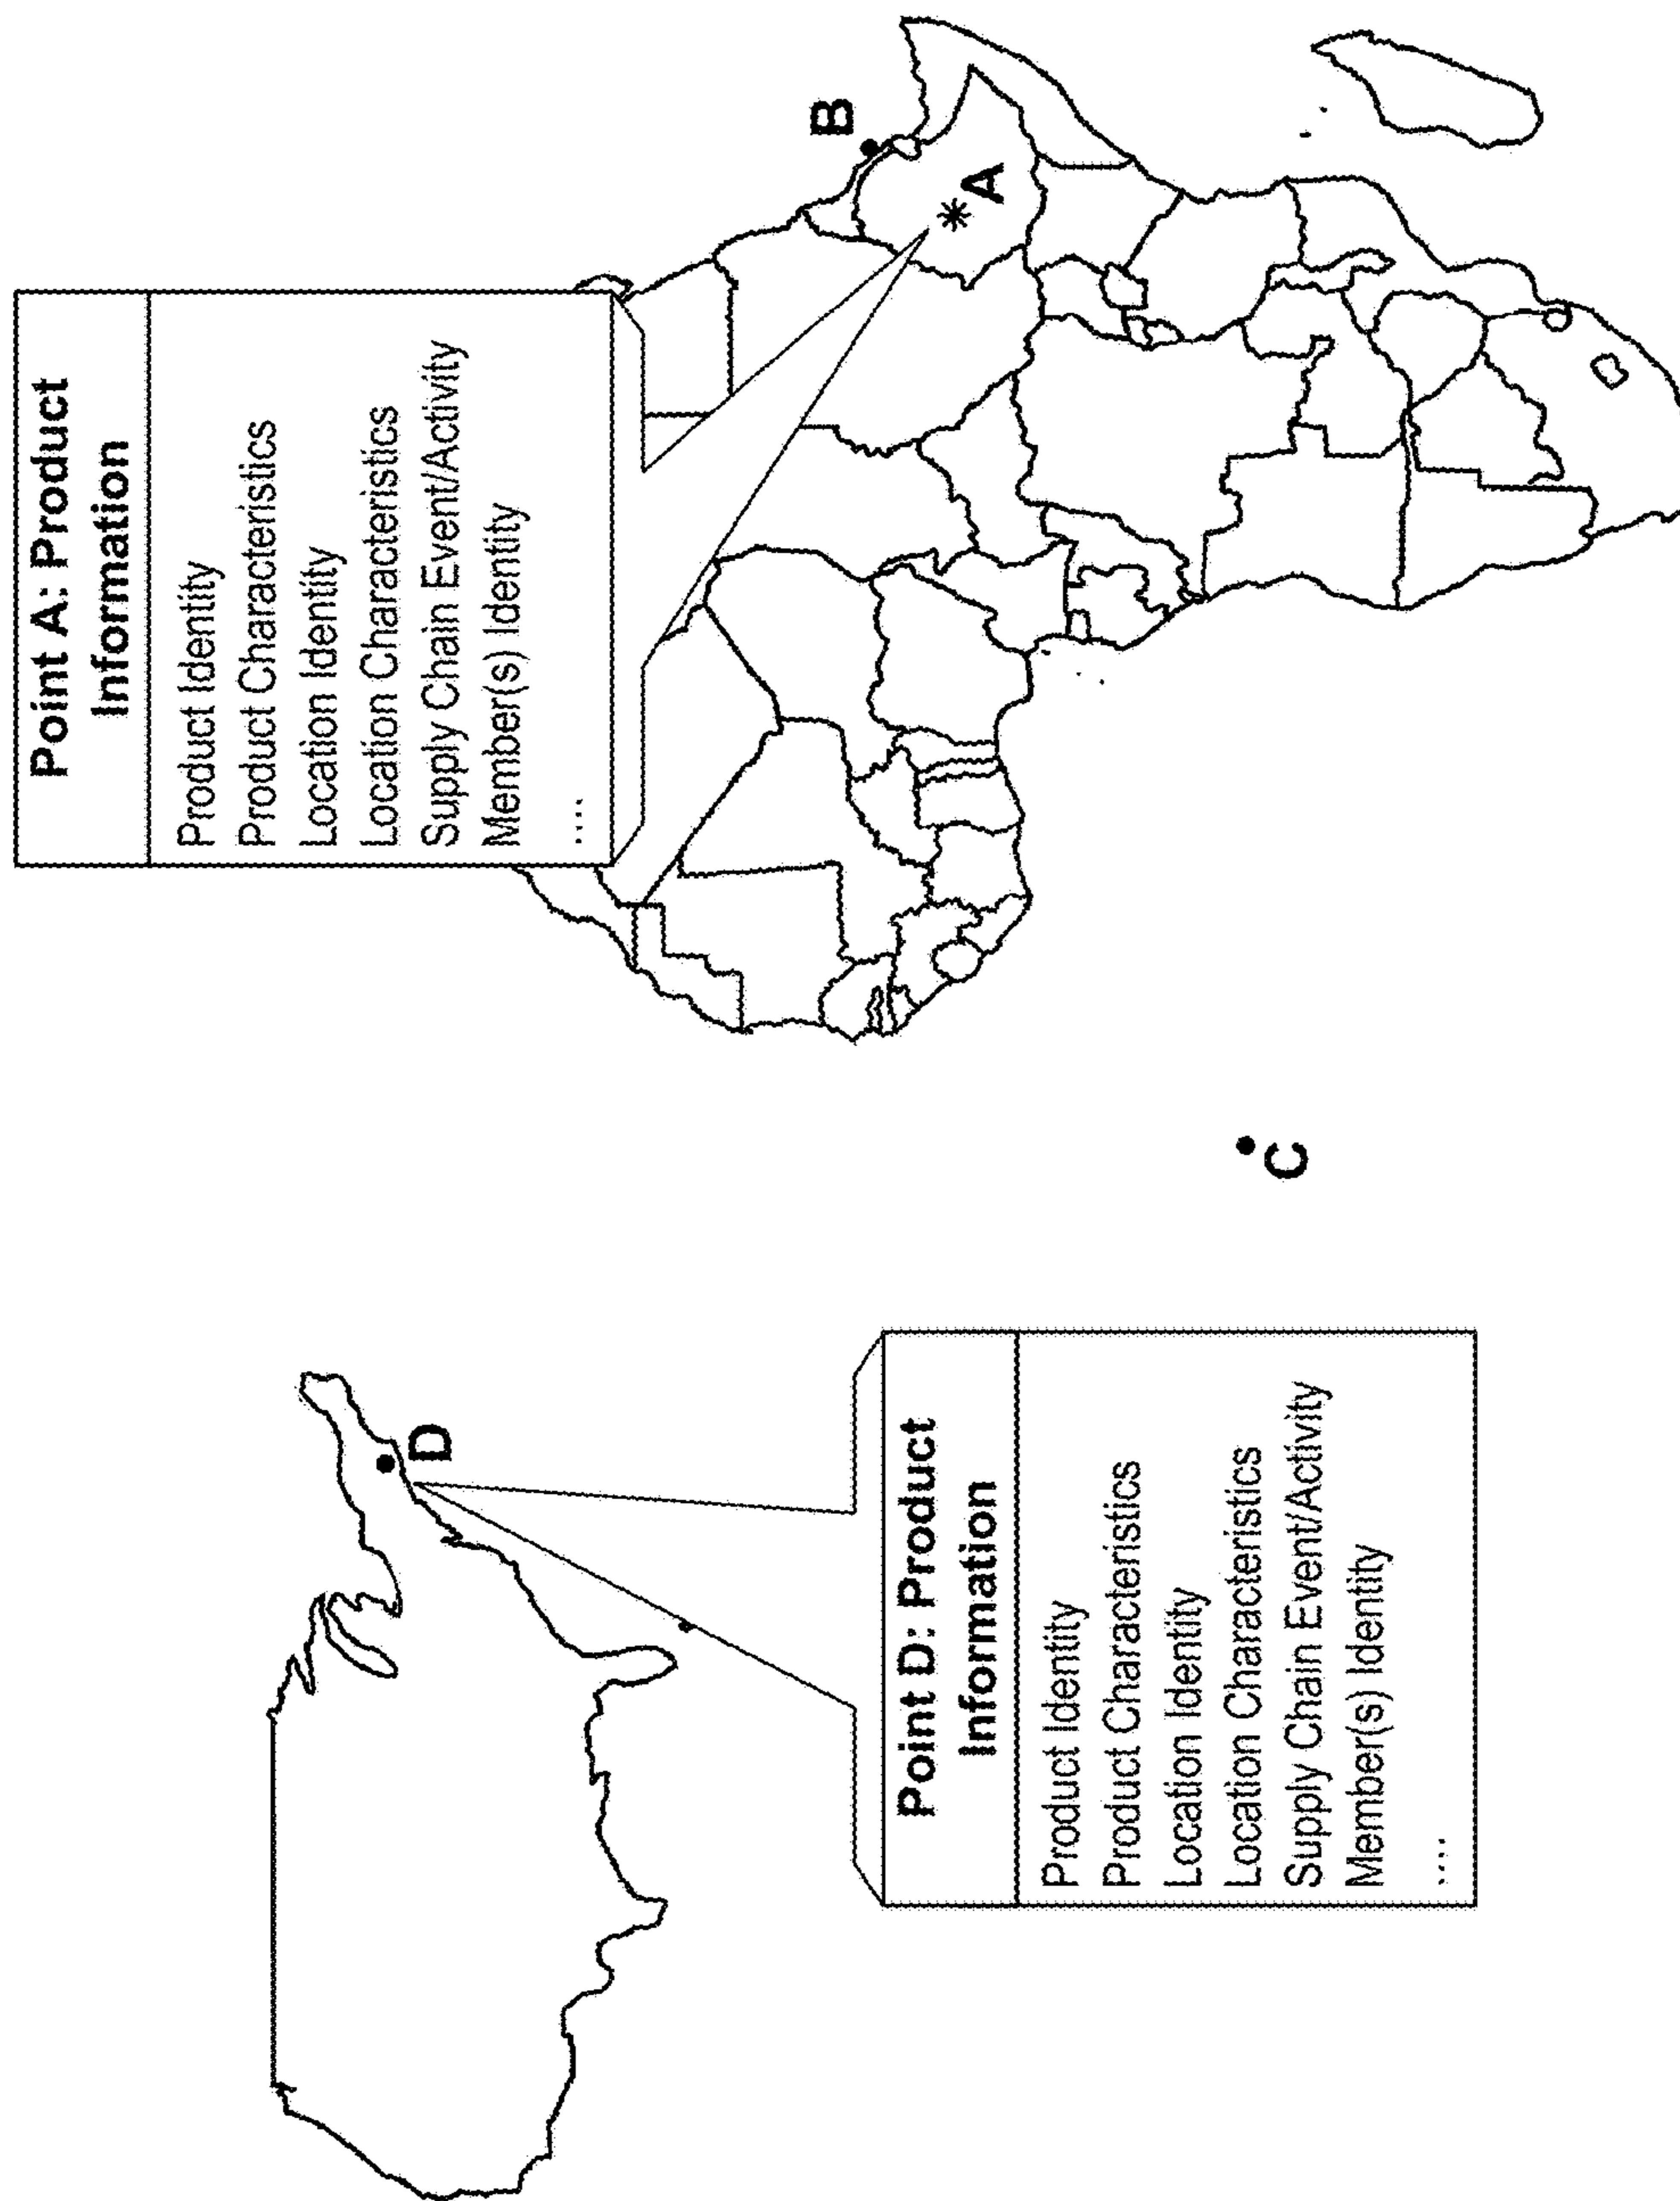 Point A: Product
Information
Product Identity
Product Characteristics
Location Identity
Location Characteristics
Supply Chain Event/Activity
Member(s) Identity
....
B
A
D
C
Point D: Product
Information
Product Identity
Product Characteristics
Location Identity
Location Characteristics
Supply Chain Event/Activity
Member(s) Identity
....